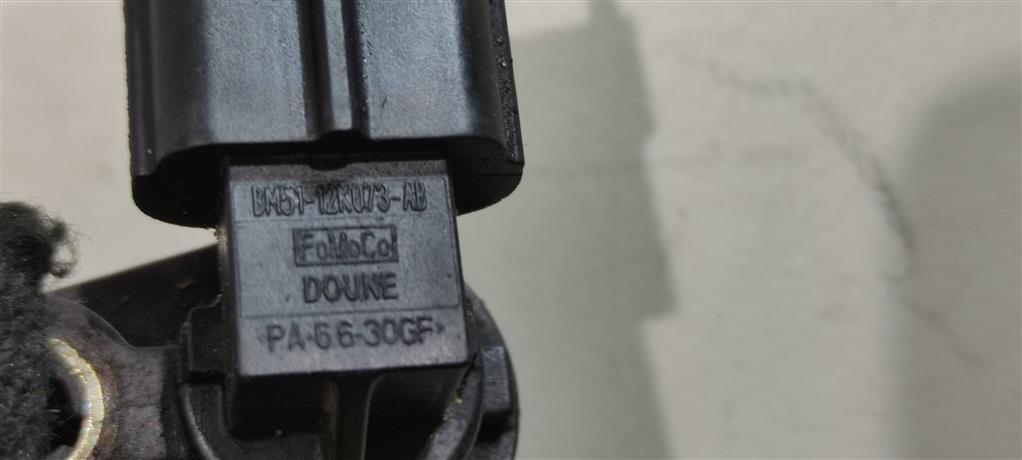 BM51-12K073-AB
FoMoCo
DOUNE
PA-66-30GF